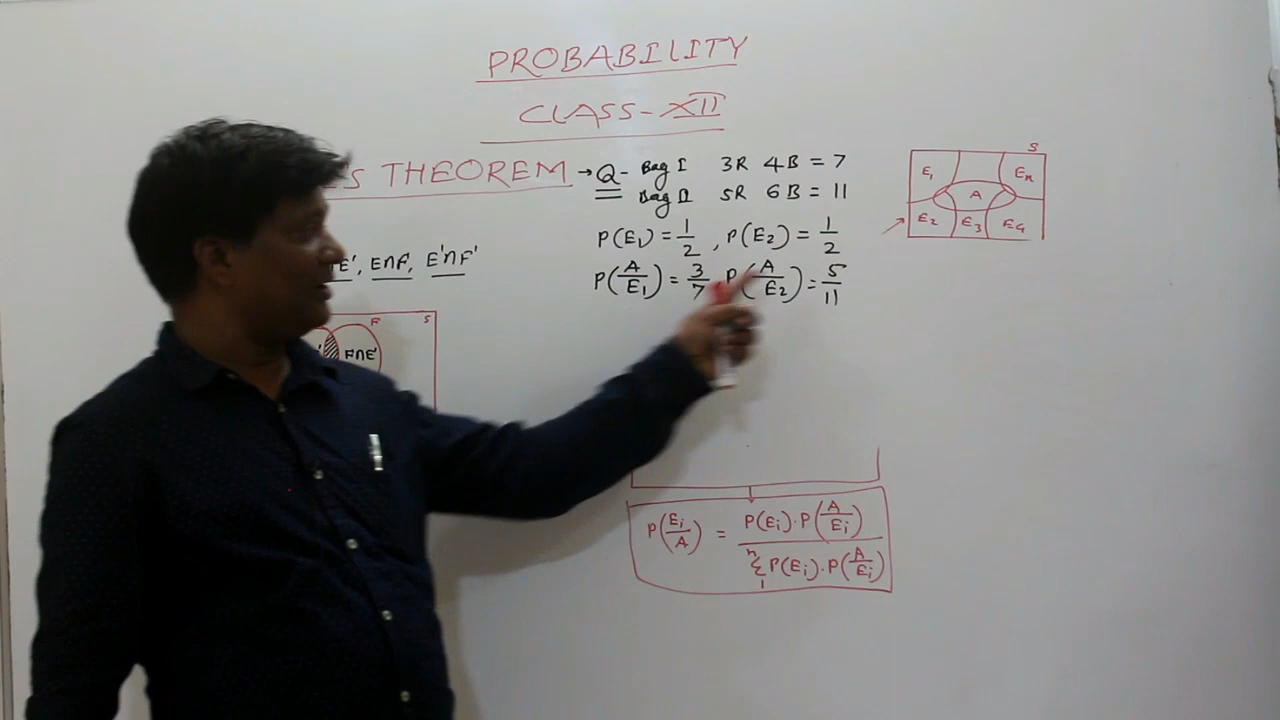 PROBABILITY
CLASS-XII
S THEOREM → Q- Bag I 3R 4B = 7
Bag II 5R 6B = 11
P(E₁) = 1/2, P(E₂) = 1/2
E', E∩F, E'∩F'
P(A/E₁) = 3/7 P(A/E₂) = 5/11
F S
F∩E'
S
E₁ Eₙ
A
E₂ E₃ E₄
P(Eᵢ/A) = P(Eᵢ).P(A/Eᵢ) / Σⁿ₁ P(Eᵢ).P(A/Eᵢ)